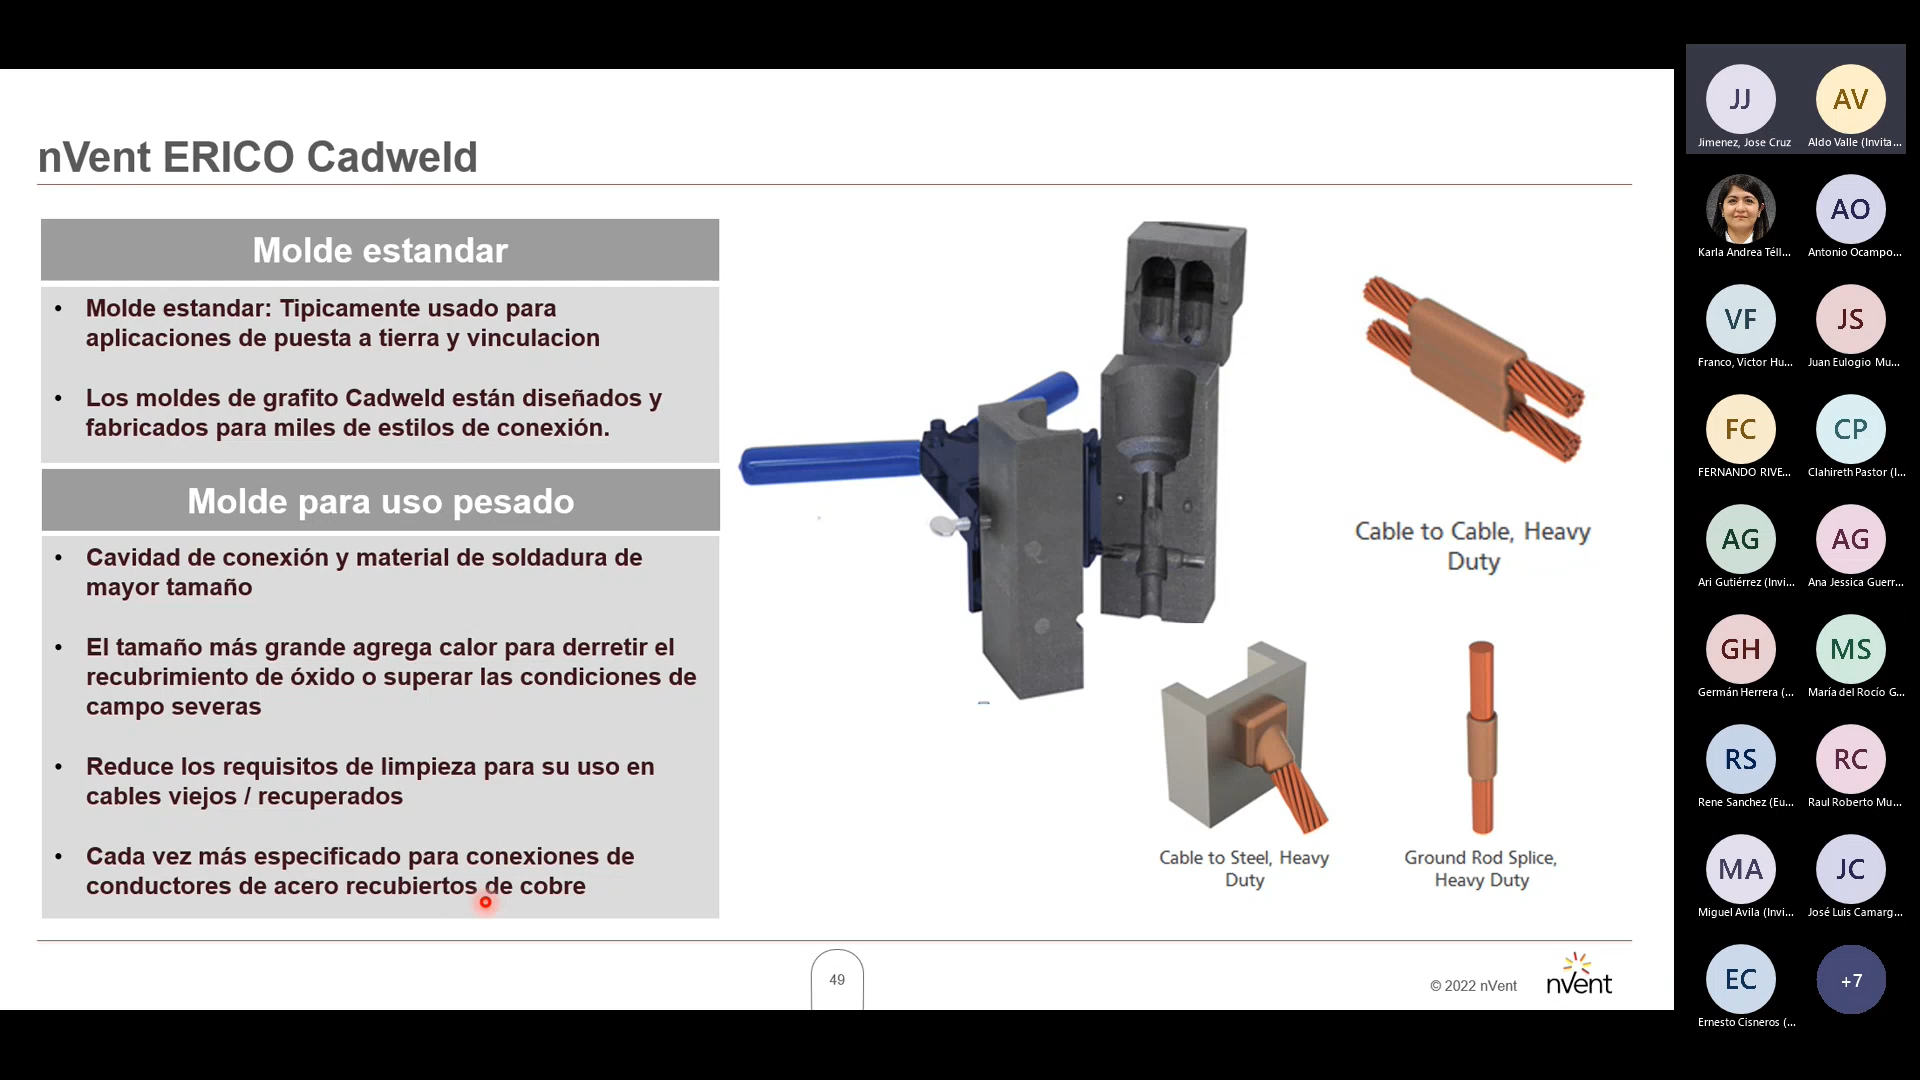 nVent ERICO Cadweld
Molde estandar
• Molde estandar: Tipicamente usado para
aplicaciones de puesta a tierra y vinculacion
• Los moldes de grafito Cadweld están diseñados y
fabricados para miles de estilos de conexión.
Molde para uso pesado
• Cavidad de conexión y material de soldadura de
mayor tamaño
• El tamaño más grande agrega calor para derretir el
recubrimiento de óxido o superar las condiciones de
campo severas
• Reduce los requisitos de limpieza para su uso en
cables viejos / recuperados
• Cada vez más especificado para conexiones de
conductores de acero recubiertos de cobre
Cable to Cable, Heavy
Duty
Cable to Steel, Heavy
Duty
Ground Rod Splice,
Heavy Duty
49
© 2022 nVent
nVent
JJ
Jimenez, Jose Cruz
AV
Aldo Valle (Invita...
Karla Andrea Téll...
AO
Antonio Ocampo...
VF
Franco, Victor Hu...
JS
Juan Eulogio Mu...
FC
FERNANDO RIVE...
CP
Clahireth Pastor (I...
AG
Ari Gutiérrez (Invi...
AG
Ana Jessica Guerr...
GH
Germán Herrera (...
MS
María del Rocío G...
RS
Rene Sanchez (Eu...
RC
Raul Roberto Mu...
MA
Miguel Avila (Invi...
JC
José Luis Camarg...
EC
Ernesto Cisneros (...
+7